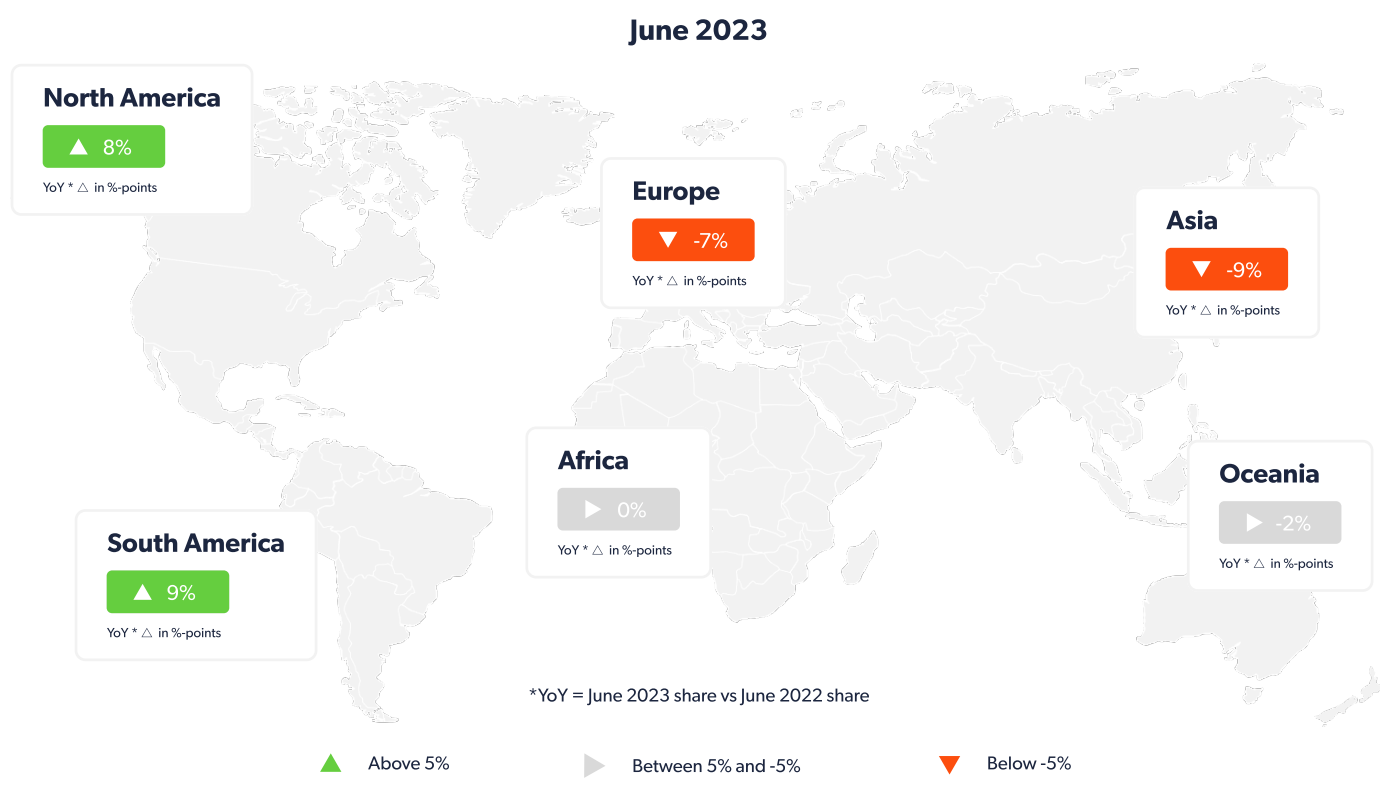 June 2023
North America
▲ 8%
YoY * △ in %-points
Europe
▼ -7%
YoY * △ in %-points
Asia
▼ -9%
YoY * △ in %-points
Africa
▶ 0%
YoY * △ in %-points
Oceania
▶ -2%
YoY * △ in %-points
South America
▲ 9%
YoY * △ in %-points
*YoY = June 2023 share vs June 2022 share
▲ Above 5%
▶ Between 5% and -5%
▼ Below -5%